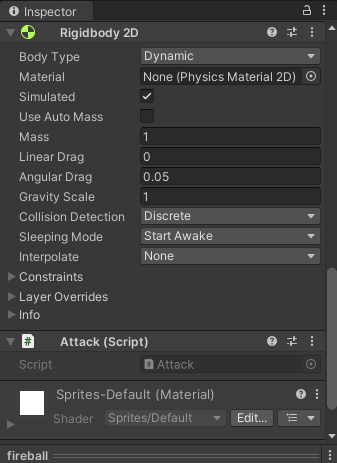 Inspector
Rigidbody 2D
Body Type Dynamic
Material None (Physics Material 2D)
Simulated
Use Auto Mass
Mass 1
Linear Drag 0
Angular Drag 0.05
Gravity Scale 1
Collision Detection Discrete
Sleeping Mode Start Awake
Interpolate None
Constraints
Layer Overrides
Info
# Attack (Script)
Script # Attack
Sprites-Default (Material)
Shader Sprites/Default Edit...
fireball